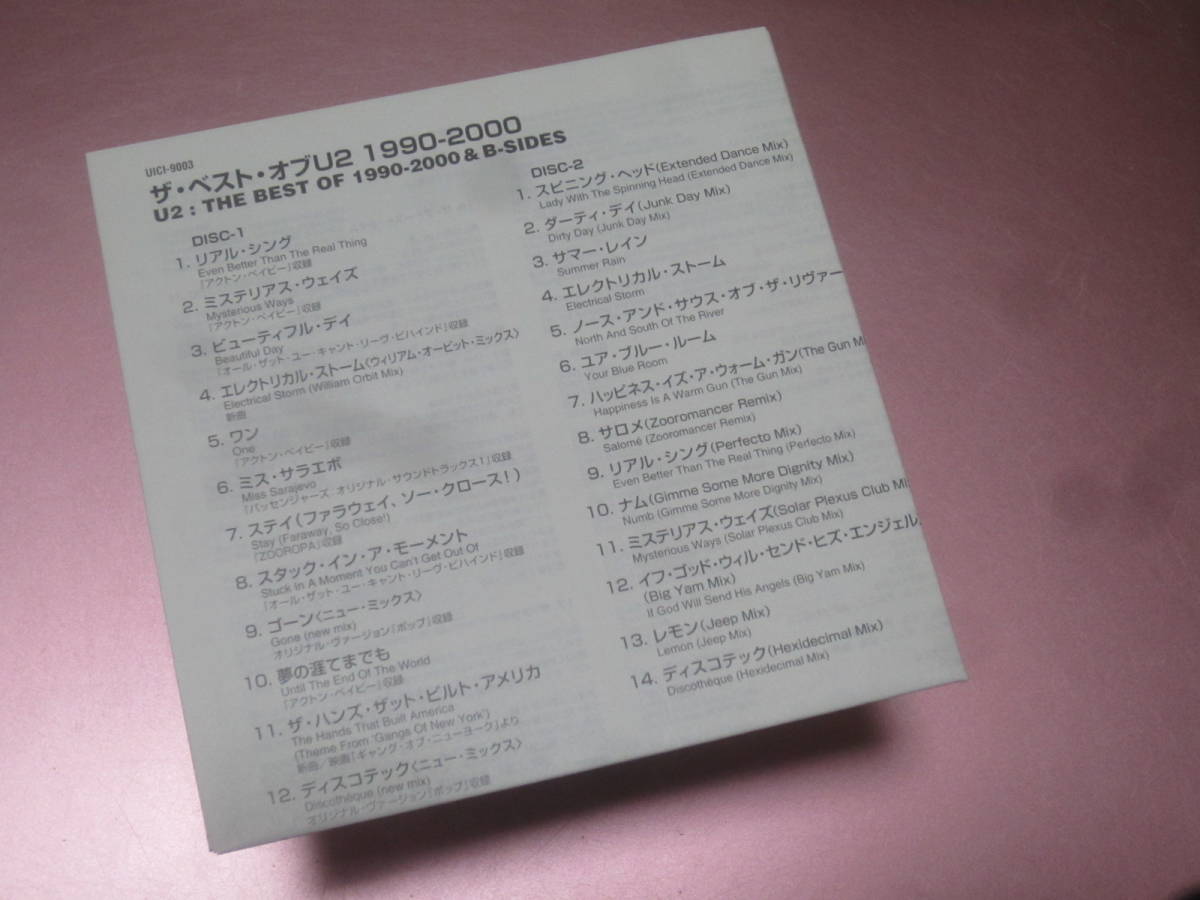 UICI-9003
ザ・ベスト・オブU2 1990-2000
U2 : THE BEST OF 1990-2000 & B-SIDES
DISC-1
1. リアル・シング
Even Better Than The Real Thing
『アクトン・ベイビー』収録
2. ミステリアス・ウェイズ
Mysterious Ways
『アクトン・ベイビー』収録
3. ビューティフル・デイ
Beautiful Day
『オール・ザット・ユー・キャント・リーヴ・ビハインド』収録
4. エレクトリカル・ストーム〈ウィリアム・オービット・ミックス〉
Electrical Storm (William Orbit Mix)
新曲
5. ワン
One
『アクトン・ベイビー』収録
6. ミス・サラエボ
Miss Sarajevo
『パッセンジャーズ：オリジナル・サウンドトラックス1』収録
7. ステイ(ファラウェイ、ソー・クロース！)
Stay (Faraway, So Close!)
『ZOOROPA』収録
8. スタック・イン・ア・モーメント
Stuck In A Moment You Can't Get Out Of
『オール・ザット・ユー・キャント・リーヴ・ビハインド』収録
9. ゴーン〈ニュー・ミックス〉
Gone (new mix)
オリジナル・ヴァージョン『ポップ』収録
10. 夢の涯てまでも
Until The End Of The World
『アクトン・ベイビー』収録
11. ザ・ハンズ・ザット・ビルト・アメリカ
The Hands That Built America
(Theme From 'Gangs Of New York')
新曲／映画『ギャング・オブ・ニューヨーク』より
12. ディスコテック〈ニュー・ミックス〉
Discothèque (new mix)
オリジナル・ヴァージョン『ポップ』収録
DISC-2
1. スピニング・ヘッド(Extended Dance Mix)
Lady With The Spinning Head (Extended Dance Mix)
2. ダーティ・デイ(Junk Day Mix)
Dirty Day (Junk Day Mix)
3. サマー・レイン
Summer Rain
4. エレクトリカル・ストーム
Electrical Storm
5. ノース・アンド・サウス・オブ・ザ・リヴァー
North And South Of The River
6. ユア・ブルー・ルーム
Your Blue Room
7. ハッピネス・イズ・ア・ウォーム・ガン(The Gun M
Happiness Is A Warm Gun (The Gun Mix)
8. サロメ(Zooromancer Remix)
Salomé (Zooromancer Remix)
9. リアル・シング(Perfecto Mix)
Even Better Than The Real Thing (Perfecto Mix)
10. ナム(Gimme Some More Dignity Mix)
Numb (Gimme Some More Dignity Mix)
11. ミステリアス・ウェイズ(Solar Plexus Club Mi
Mysterious Ways (Solar Plexus Club Mix)
12. イフ・ゴッド・ウィル・センド・ヒズ・エンジェル
(Big Yam Mix)
If God Will Send His Angels (Big Yam Mix)
13. レモン(Jeep Mix)
Lemon (Jeep Mix)
14. ディスコテック(Hexidecimal Mix)
Discothèque (Hexidecimal Mix)